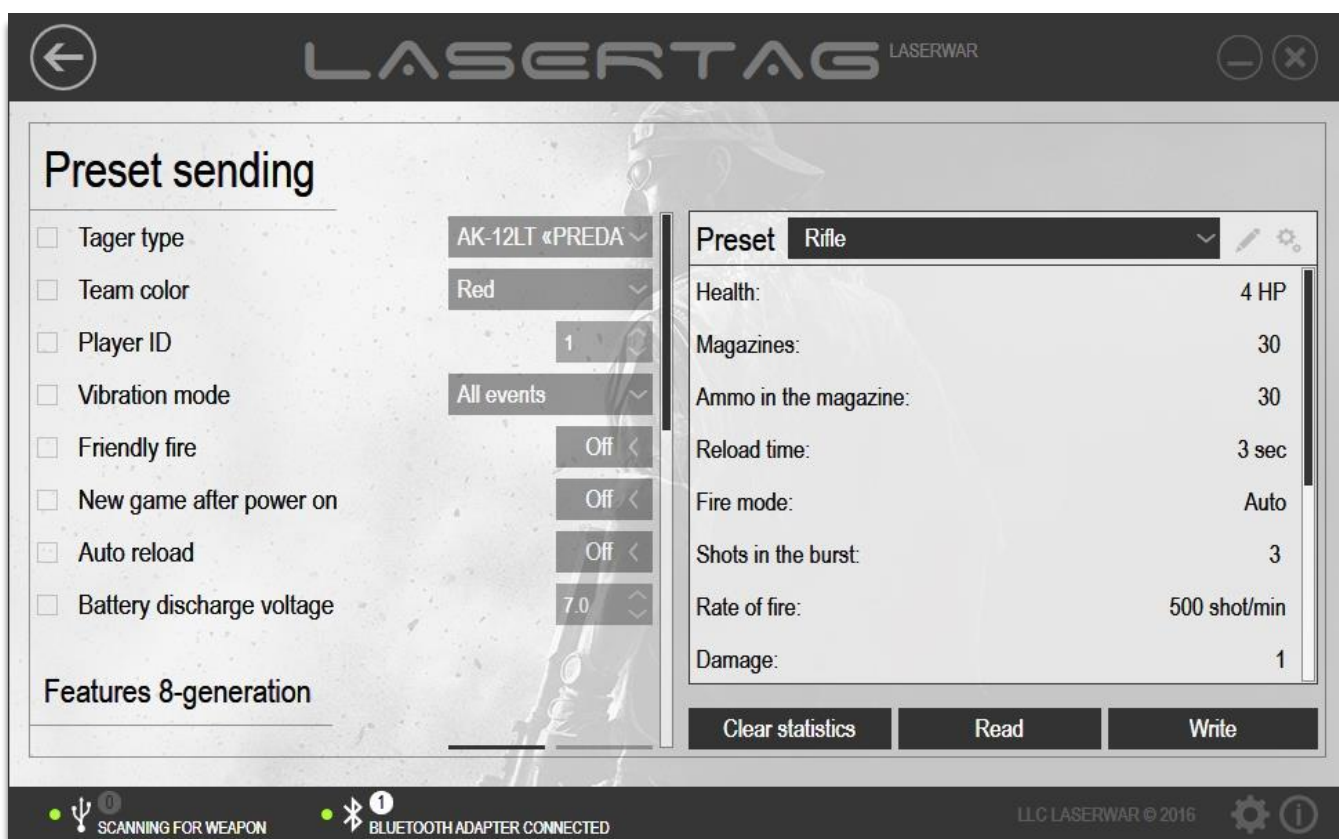 LASERTAG LASERWAR
Preset sending
Tager type AK-12LT «PREDA
Team color Red
Player ID 1
Vibration mode All events
Friendly fire Off
New game after power on Off
Auto reload Off
Battery discharge voltage 7.0
Features 8-generation
Preset Rifle
Health: 4 HP
Magazines: 30
Ammo in the magazine: 30
Reload time: 3 sec
Fire mode: Auto
Shots in the burst: 3
Rate of fire: 500 shot/min
Damage: 1
Clear statistics Read Write
0 SCANNING FOR WEAPON 1 BLUETOOTH ADAPTER CONNECTED LLC LASERWAR © 2016